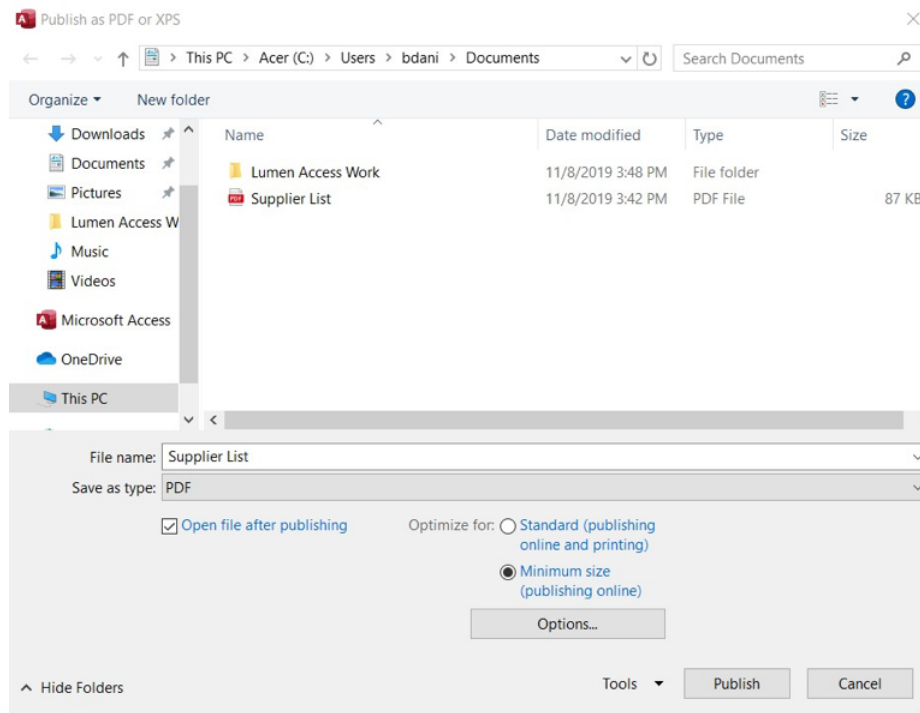 Publish as PDF or XPS
This PC > Acer (C:) > Users > bdani > Documents
Search Documents
Organize
New folder
Name Date modified Type Size
Downloads
Documents
Pictures
Lumen Access W
Music
Videos
Microsoft Access
OneDrive
This PC
Lumen Access Work 11/8/2019 3:48 PM File folder
Supplier List 11/8/2019 3:42 PM PDF File 87 KB
File name: Supplier List
Save as type: PDF
Open file after publishing
Optimize for:
Standard (publishing
online and printing)
Minimum size
(publishing online)
Options...
Hide Folders
Tools
Publish
Cancel